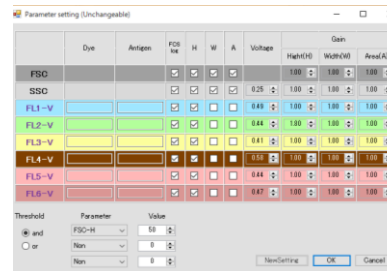 Parameter setting (Unchangeable)
Dye Antigen FCS log H W A Voltage Gain
Hight(H) Width(W) Area(A)
FSC 1.00 1.00 1.00
SSC 0.25 1.00 1.00 1.00
FL1-V 0.49 1.00 1.00 1.00
FL2-V 0.44 1.00 1.00 1.00
FL3-V 0.41 1.00 1.00 1.00
FL4-V 0.50 1.00 1.00 1.00
FL5-V 0.44 1.00 1.00 1.00
FL6-V 0.47 1.00 1.00 1.00
Threshold Parameter Value
and FSC-H 50
or Non 0
Non 0
NewSetting OK Cancel